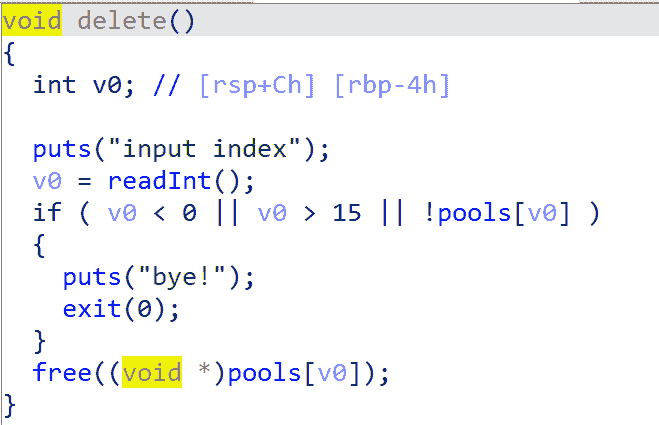 void delete()
{
  int v0; // [rsp+Ch] [rbp-4h]

  puts("input index");
  v0 = readInt();
  if ( v0 < 0 || v0 > 15 || !pools[v0] )
  {
    puts("bye!");
    exit(0);
  }
  free((void *)pools[v0]);
}